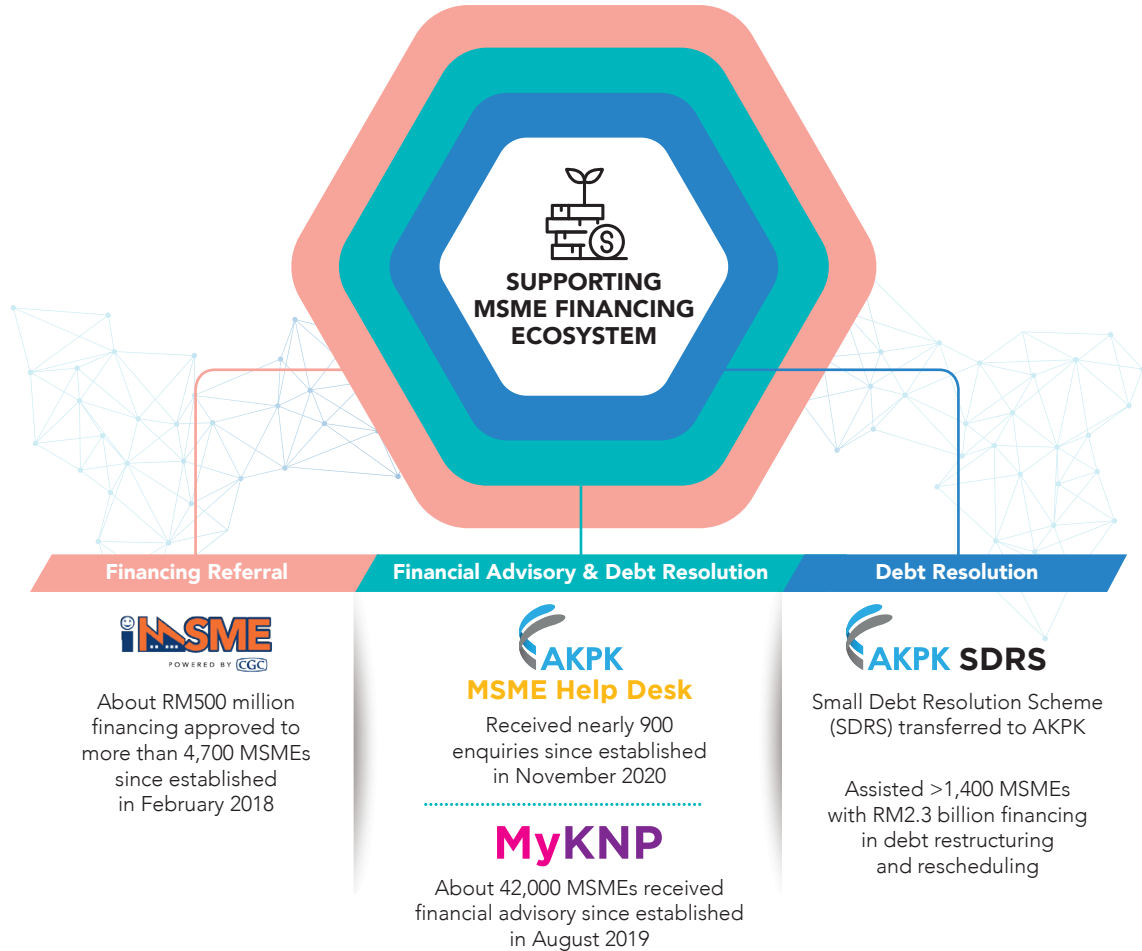 SUPPORTING
MSME FINANCING
ECOSYSTEM
Financing Referral
Financial Advisory & Debt Resolution
Debt Resolution
iMSME
POWERED BY CGC
About RM500 million
financing approved to
more than 4,700 MSMEs
since established
in February 2018
AKPK
MSME Help Desk
Received nearly 900
enquiries since established
in November 2020
MyKNP
About 42,000 MSMEs received
financial advisory since established
in August 2019
AKPK SDRS
Small Debt Resolution Scheme
(SDRS) transferred to AKPK
Assisted >1,400 MSMEs
with RM2.3 billion financing
in debt restructuring
and rescheduling